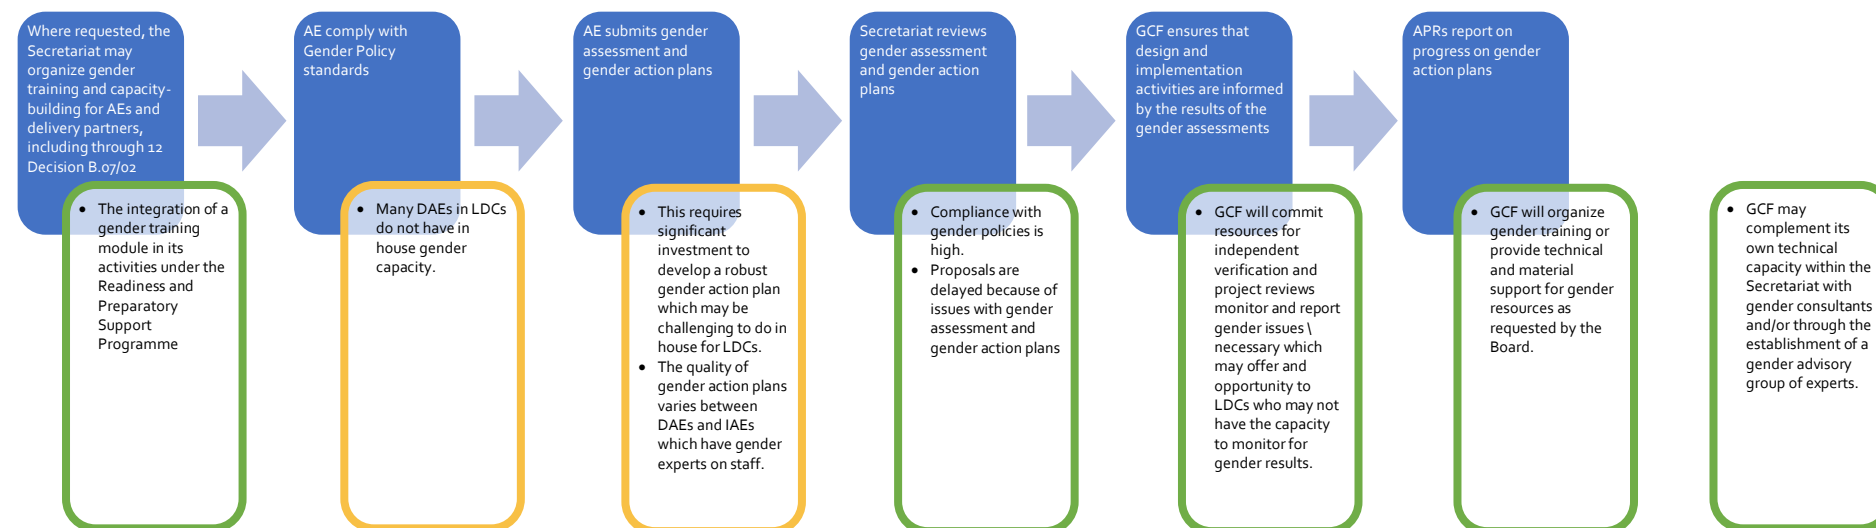 Where requested, the
Secretariat may
organize gender
training and capacity-
building for AEs and
delivery partners,
including through 12
Decision B.07/02
• The integration of a
gender training
module in its
activities under the
Readiness and
Preparatory
Support
Programme
AE comply with
Gender Policy
standards
• Many DAEs in LDCs
do not have in
house gender
capacity.
AE submits gender
assessment and
gender action plans
• This requires
significant
investment to
develop a robust
gender action plan
which may be
challenging to do in
house for LDCs.
• The quality of
gender action plans
varies between
DAEs and IAEs
which have gender
experts on staff.
Secretariat reviews
gender assessment
and gender action
plans
• Compliance with
gender policies is
high.
• Proposals are
delayed because of
issues with gender
assessment and
gender action plans
GCF ensures that
design and
implementation
activities are informed
by the results of the
gender assessments
• GCF will commit
resources for
independent
verification and
project reviews
monitor and report
gender issues \
necessary which
may offer and
opportunity to
LDCs who may not
have the capacity
to monitor for
gender results.
APRs report on
progress on gender
action plans
• GCF will organize
gender training or
provide technical
and material
support for gender
resources as
requested by the
Board.
• GCF may
complement its
own technical
capacity within the
Secretariat with
gender consultants
and/or through the
establishment of a
gender advisory
group of experts.